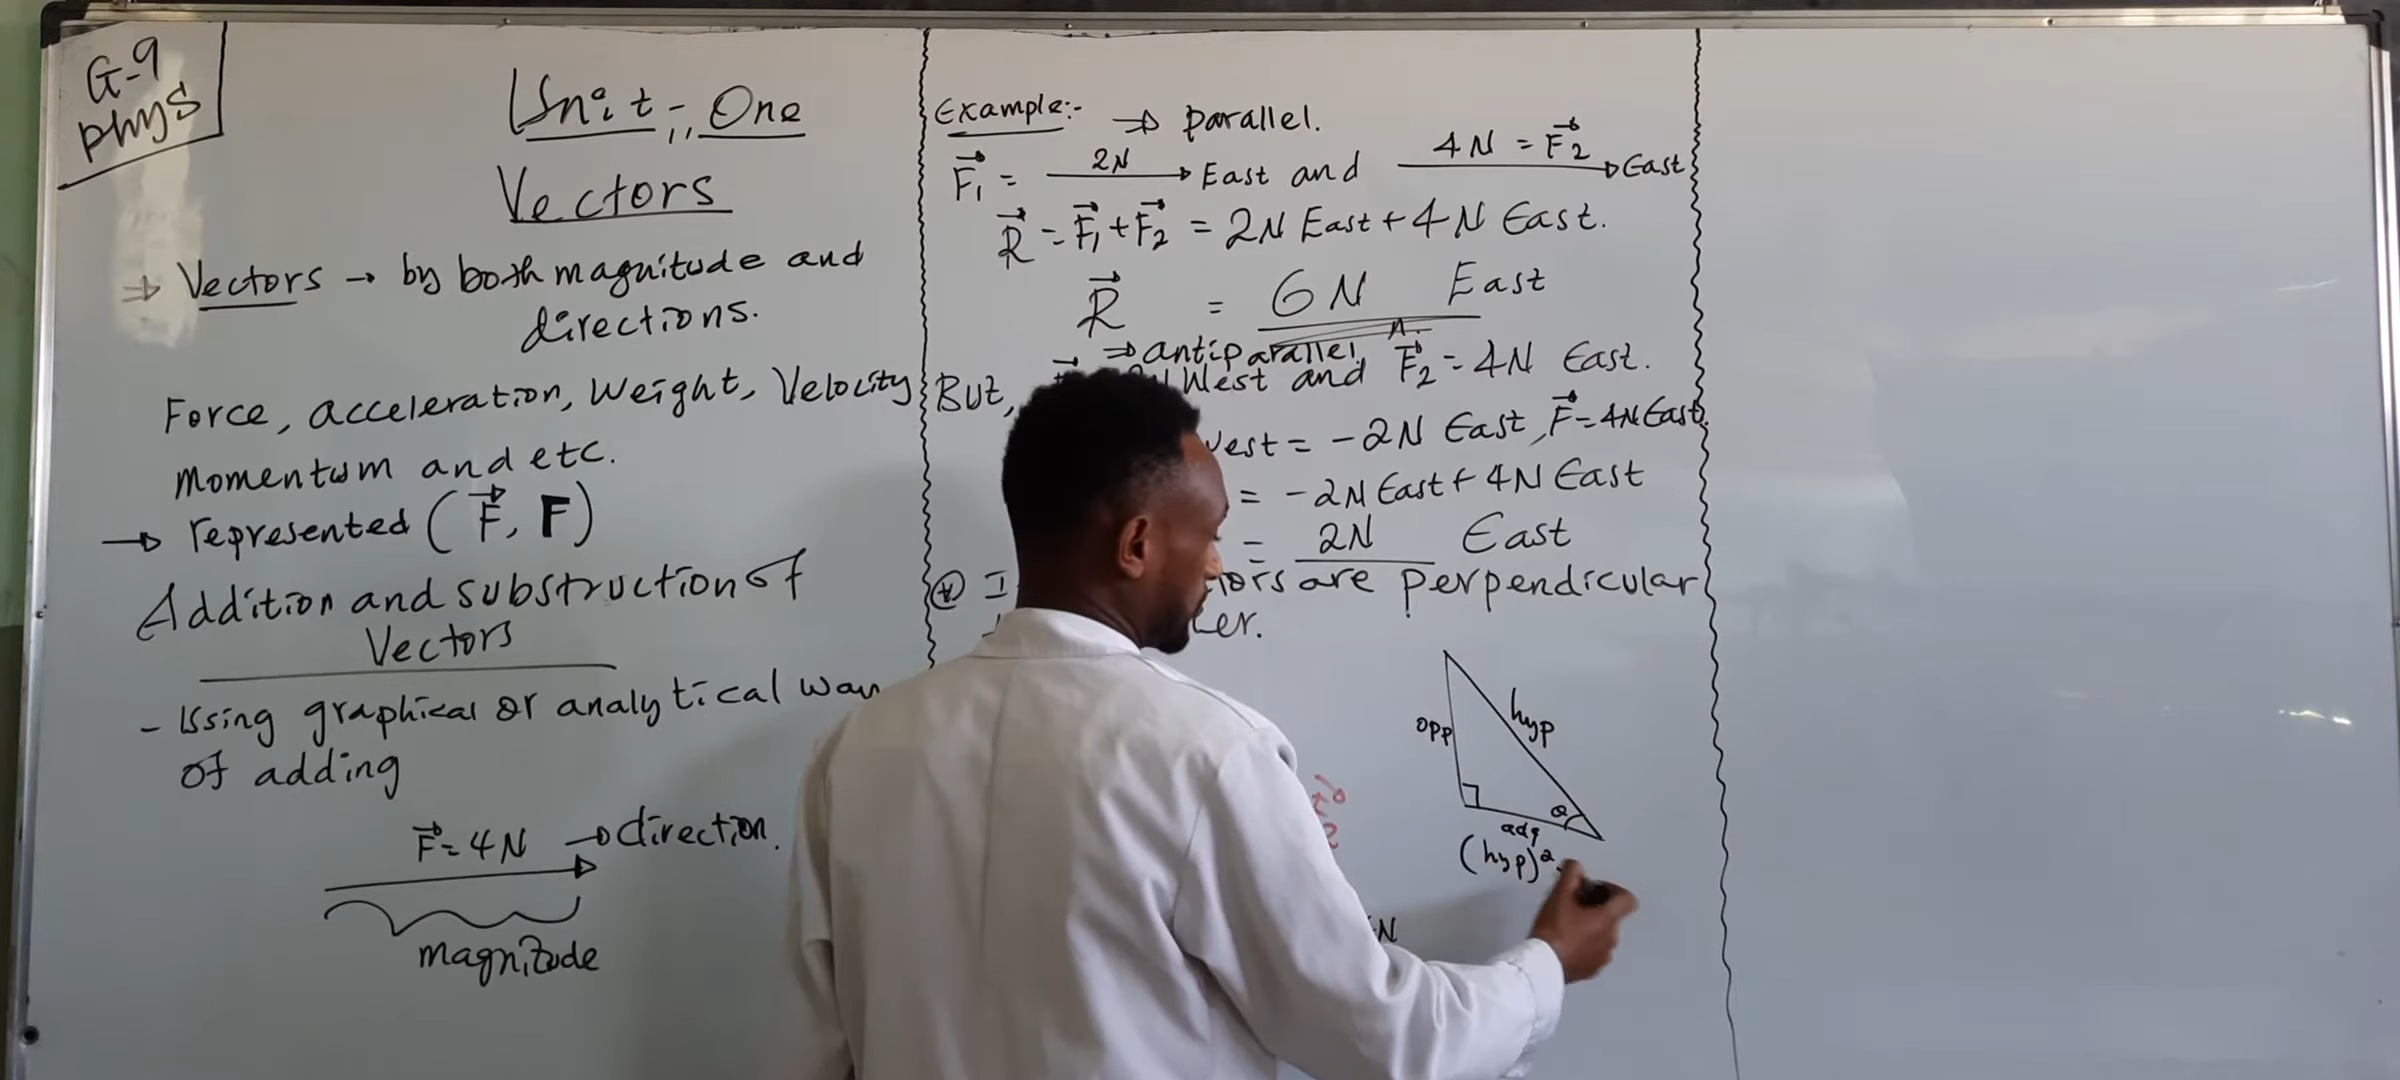 G-9
phys
Unit-One
Vectors
⇒ Vectors → by both magnitude and
directions.
Force, acceleration, Weight, Velocity
Momentum and etc.
→ represented (F⃗, F)
Addition and substruction of
Vectors
- Using graphical or analytical way
of adding
F⃗ = 4N → direction.
magnitude
Example:- ⇒ parallel.
F⃗₁ = 2N East and 4N = F⃗₂ East
R⃗ = F⃗₁ + F⃗₂ = 2N East + 4N East.
R⃗ = 6N East
⇒ antiparallel
But, West and F⃗₂ = 4N East.
west = -2N East, F⃗ = 4N East.
= -2N East + 4N East
= 2N East
are perpendicular
opp
hyp
θ
adj
(hyp)²
N